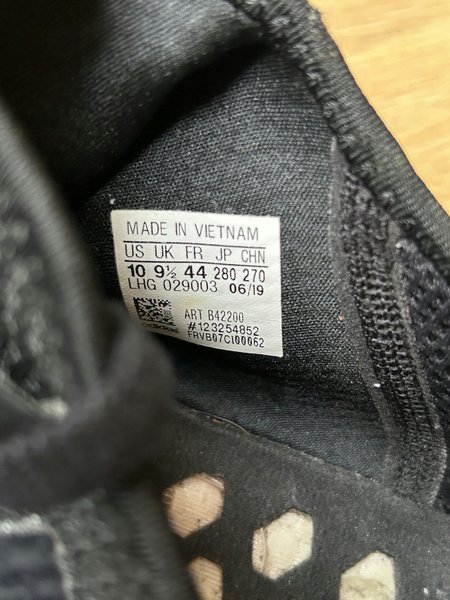 MADE IN VIETNAM
US UK FR JP CHN
10 9½ 44 280 270
LHG 029003 06/19
ART B42200
#123254852
FRVB07CI00062